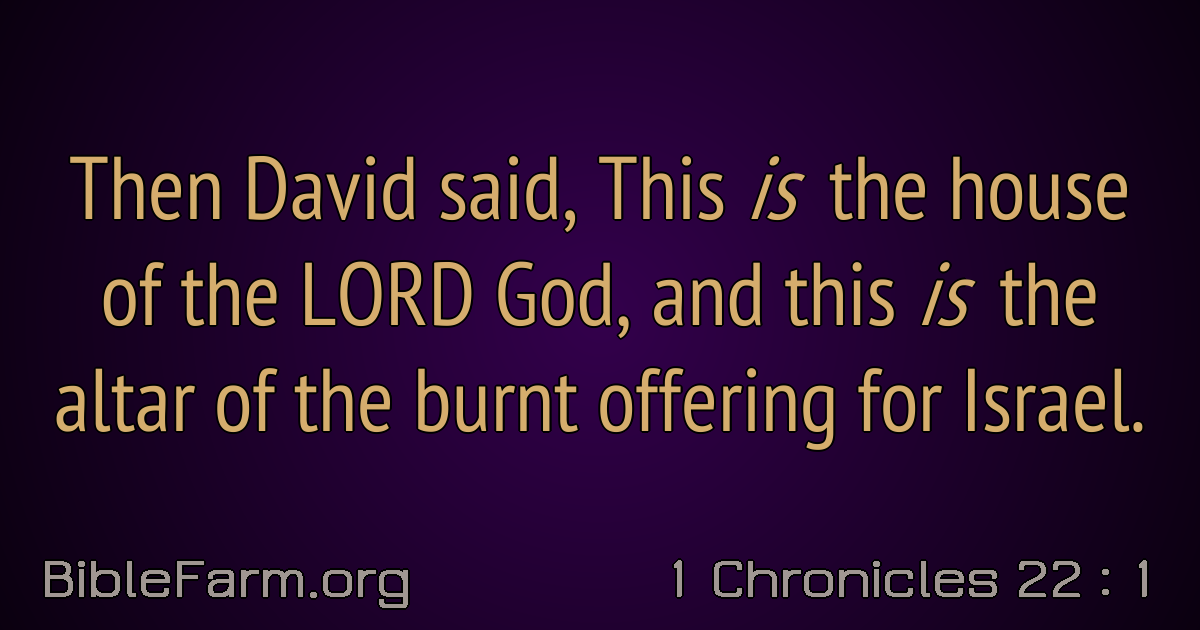 Then David said, This is the house
of the LORD God, and this is the
altar of the burnt offering for Israel.
BibleFarm.org
1 Chronicles 22 : 1